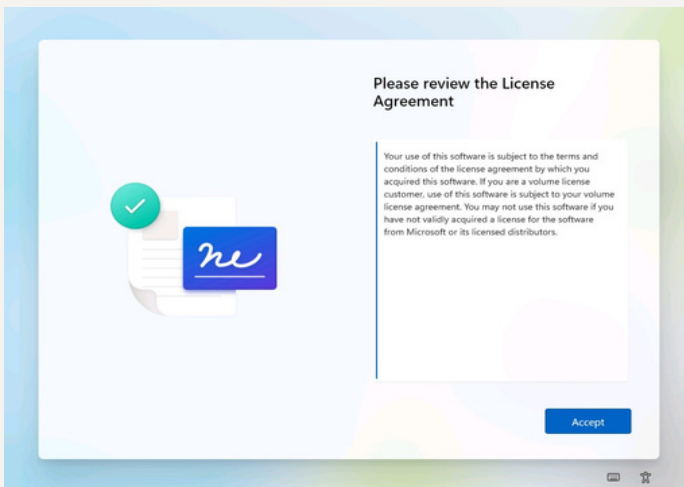 Please review the License
Agreement
Your use of this software is subject to the terms and
conditions of the license agreement by which you
acquired this software. If you are a volume license
customer, use of this software is subject to your volume
license agreement. You may not use this software if you
have not validly acquired a license for the software
from Microsoft or its licensed distributors.
Accept